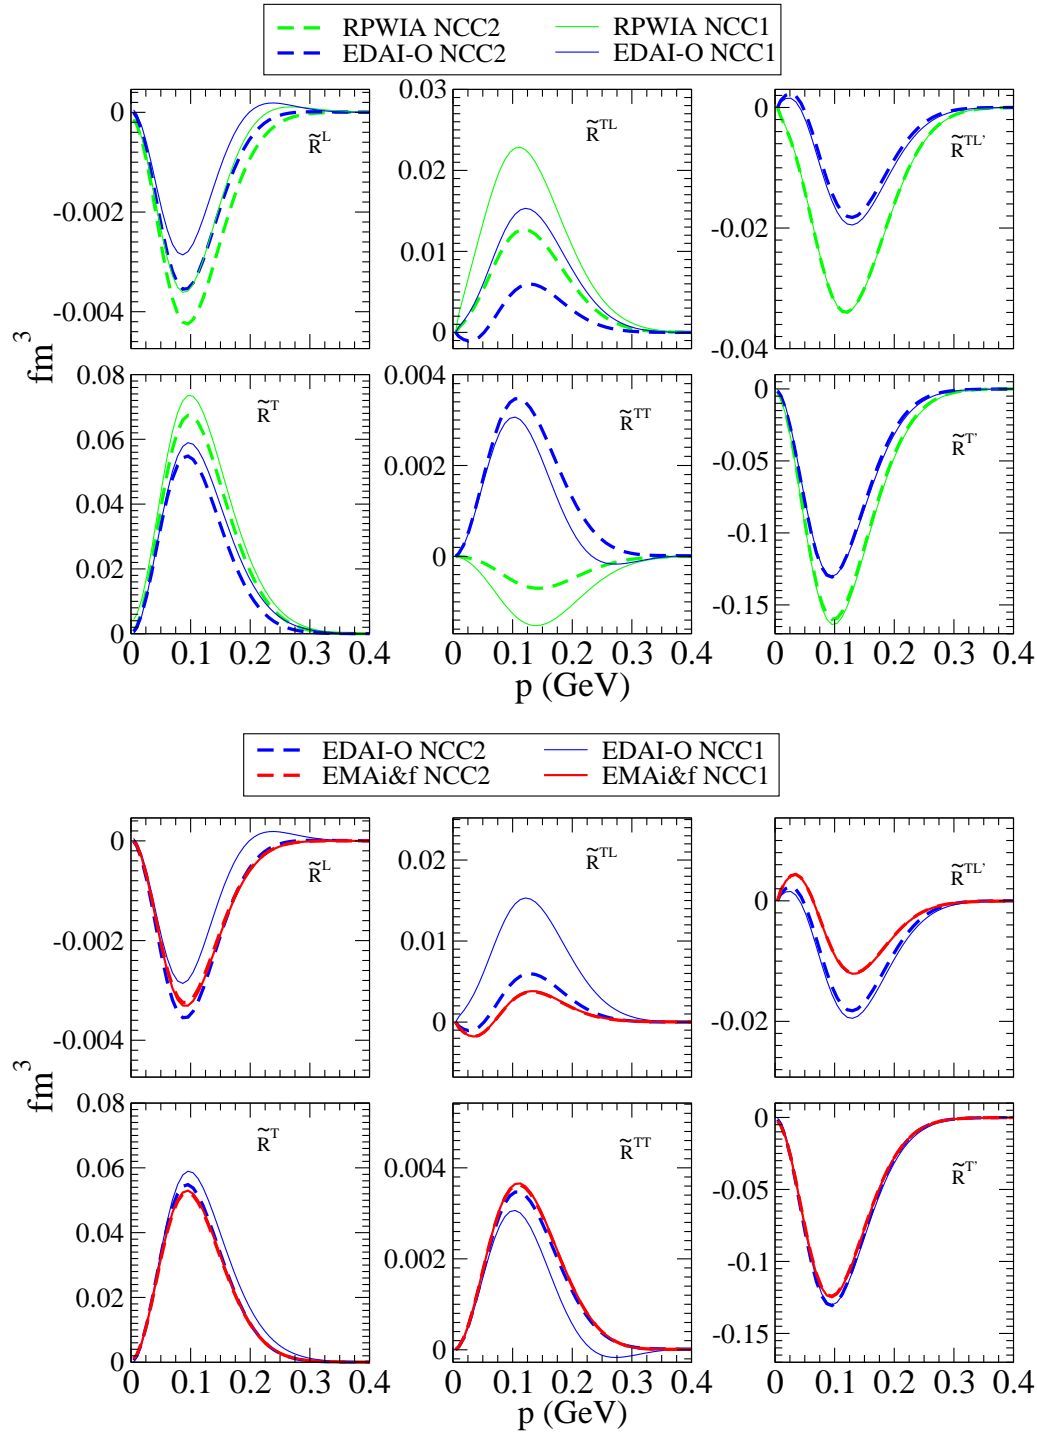 RPWIA NCC2 RPWIA NCC1
EDAI-O NCC2 EDAI-O NCC1
0 -0.002 -0.004
R̃ᴸ
0.03 0.02 0.01 0
R̃ᵀᴸ
0 -0.02 -0.04
R̃ᵀᴸ’
fm³
0.08 0.06 0.04 0.02 0
R̃ᵀ
0.004 0.002 0
R̃ᵀᵀ
0 -0.05 -0.1 -0.15
R̃ᵀ’
0 0.1 0.2 0.3 0.4 0 0.1 0.2 0.3 0.4 0 0.1 0.2 0.3 0.4
p (GeV)
EDAI-O NCC2 EDAI-O NCC1
EMAi&f NCC2 EMAi&f NCC1
0 -0.002 -0.004
R̃ᴸ
0.02 0.01 0
R̃ᵀᴸ
0 -0.02
R̃ᵀᴸ’
fm³
0.08 0.06 0.04 0.02 0
R̃ᵀ
0.004 0.002 0
R̃ᵀᵀ
0 -0.05 -0.1 -0.15
R̃ᵀ’
0 0.1 0.2 0.3 0.4 0 0.1 0.2 0.3 0.4 0 0.1 0.2 0.3 0.4
p (GeV)